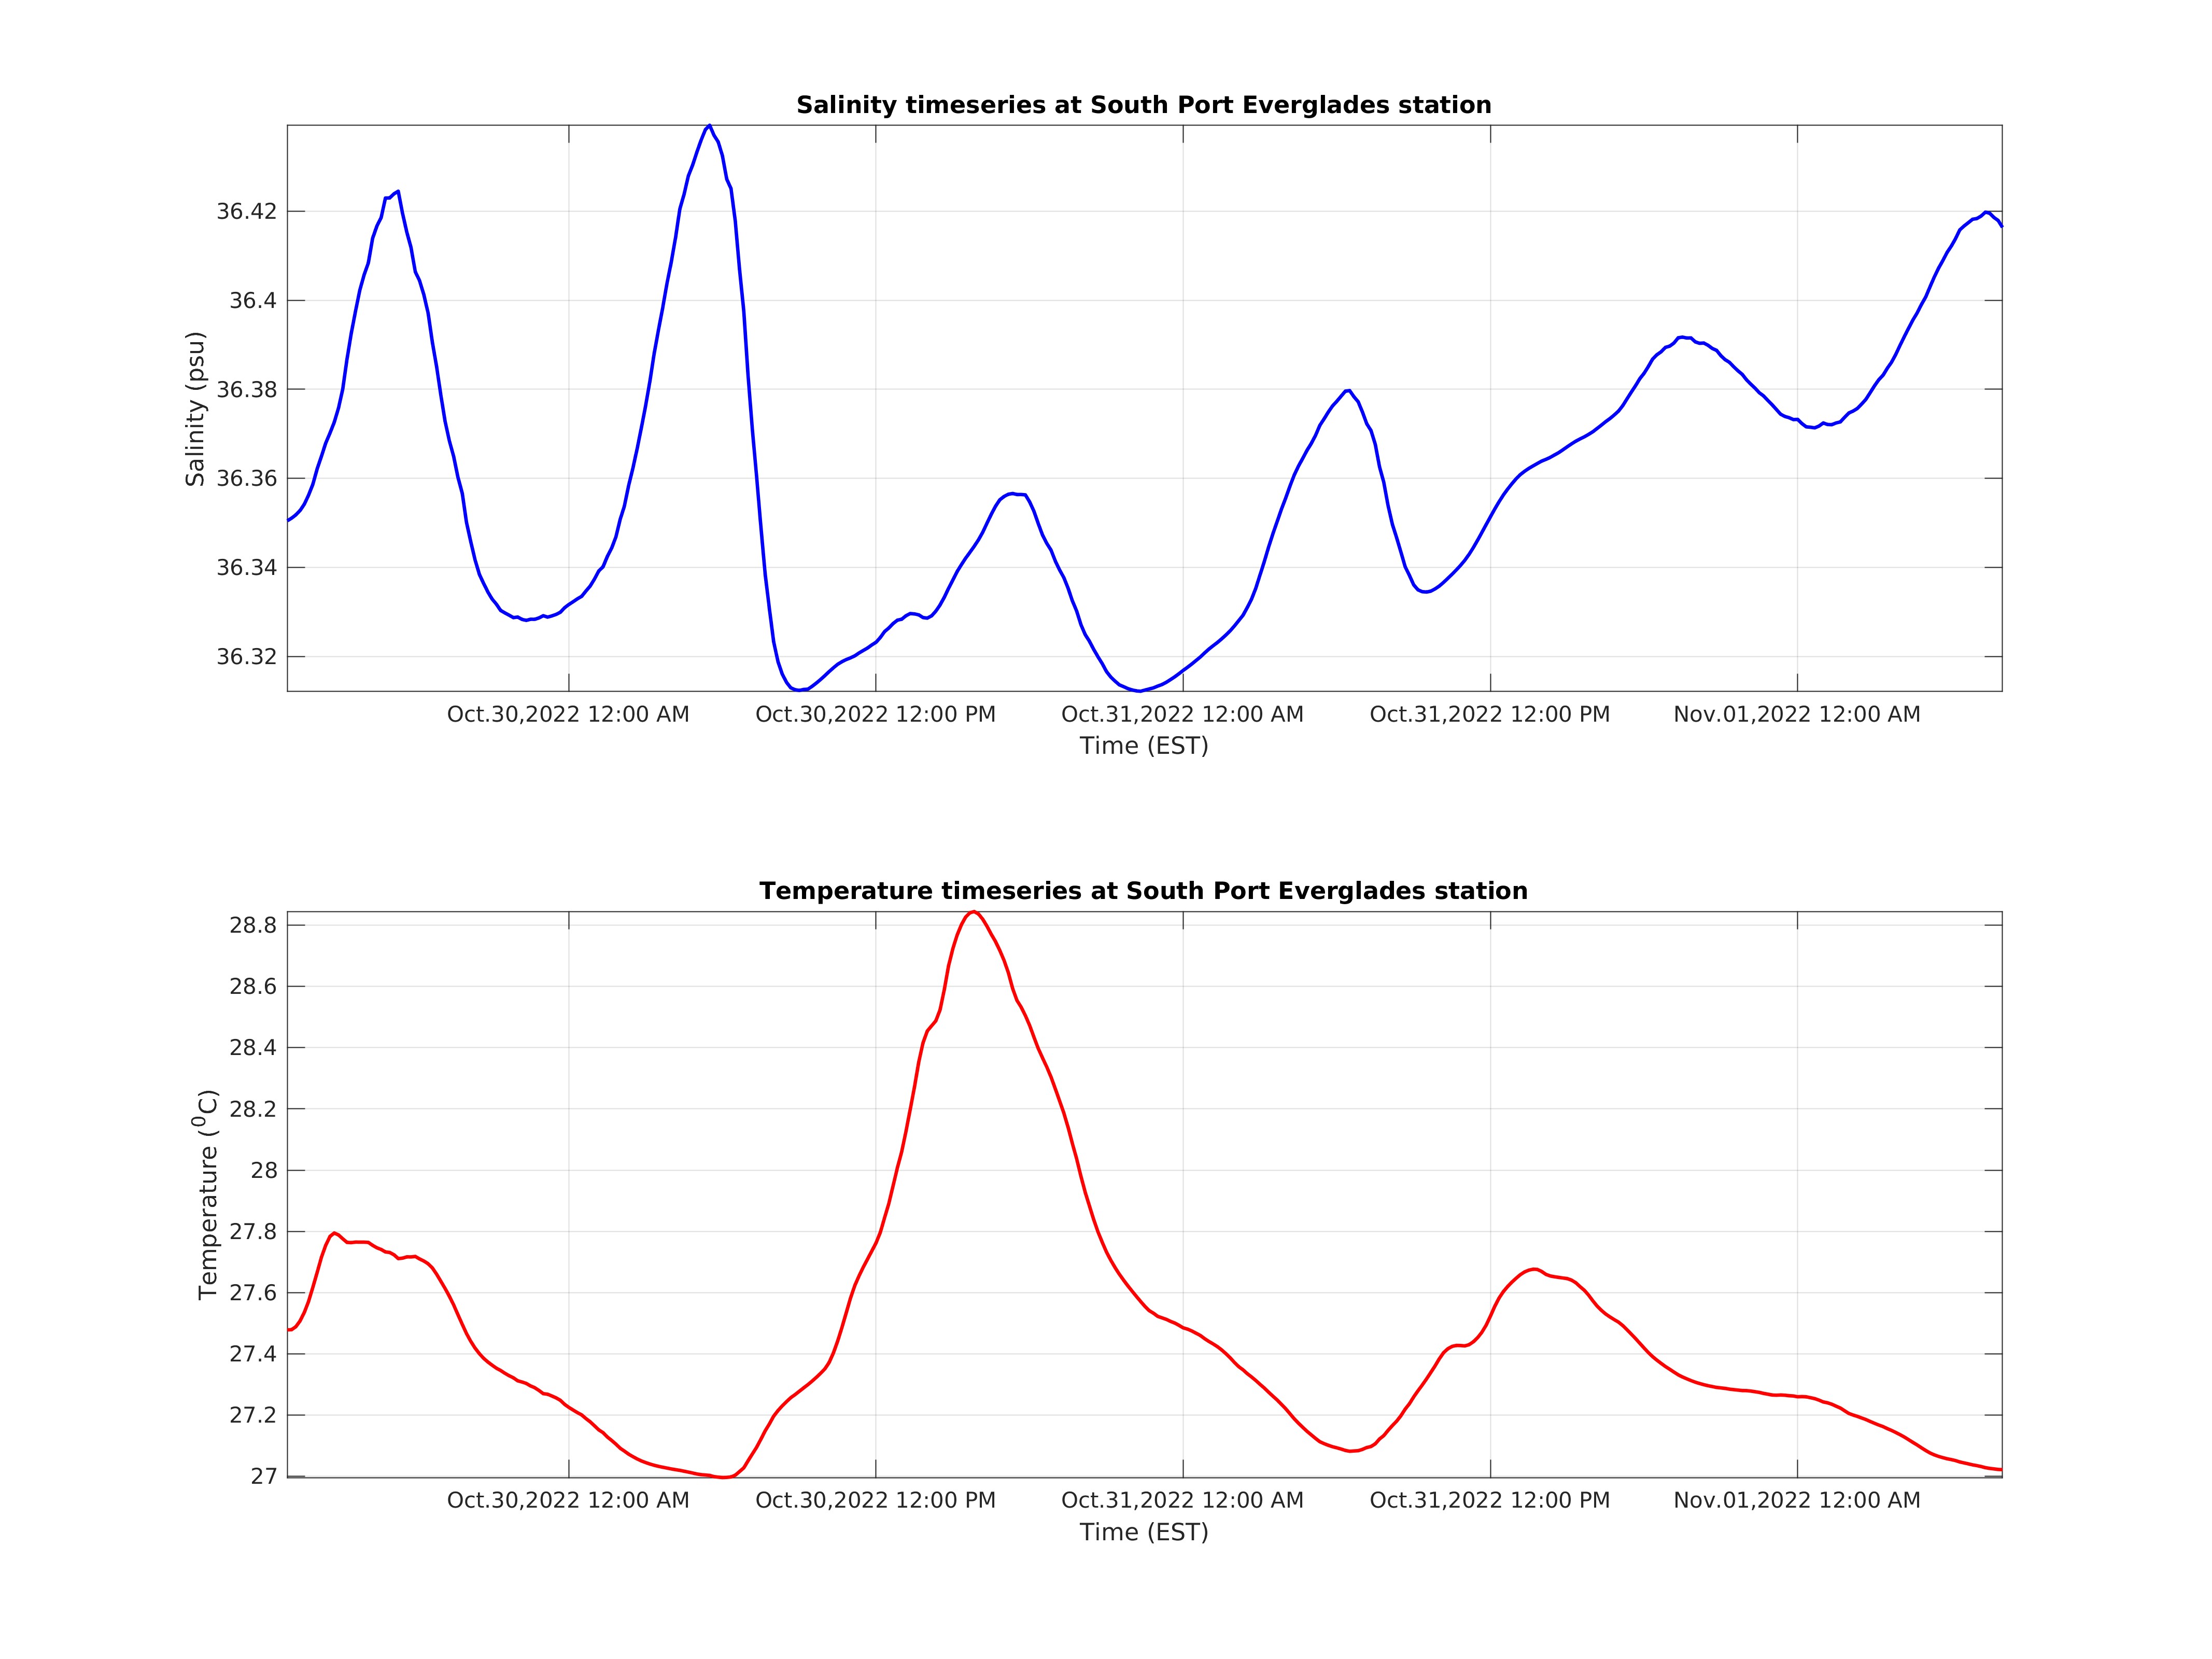 Salinity timeseries at South Port Everglades station
36.42
36.4
36.38
36.36
36.34
36.32
Salinity (psu)
Oct.30,2022 12:00 AM Oct.30,2022 12:00 PM Oct.31,2022 12:00 AM Oct.31,2022 12:00 PM Nov.01,2022 12:00 AM
Time (EST)
Temperature timeseries at South Port Everglades station
28.8
28.6
28.4
28.2
28
27.8
27.6
27.4
27.2
27
Temperature (⁰C)
Oct.30,2022 12:00 AM Oct.30,2022 12:00 PM Oct.31,2022 12:00 AM Oct.31,2022 12:00 PM Nov.01,2022 12:00 AM
Time (EST)